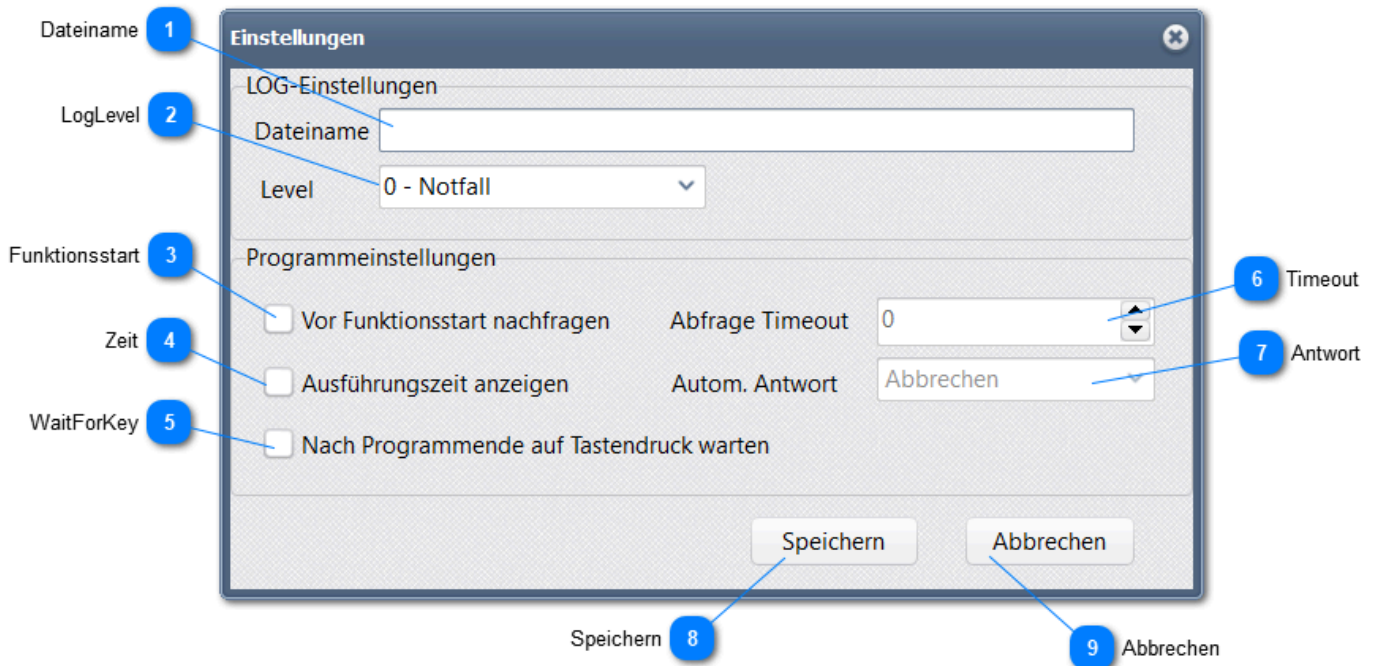 Dateiname 1
Einstellungen
LOG-Einstellungen
Dateiname
LogLevel 2
Level 0 - Notfall
Funktionsstart 3
Programmeinstellungen
6 Timeout
Vor Funktionsstart nachfragen Abfrage Timeout 0
Zeit 4
7 Antwort
Ausführungszeit anzeigen Autom. Antwort Abbrechen
WaitForKey 5
Nach Programmende auf Tastendruck warten
Speichern Abbrechen
Speichern 8
9 Abbrechen